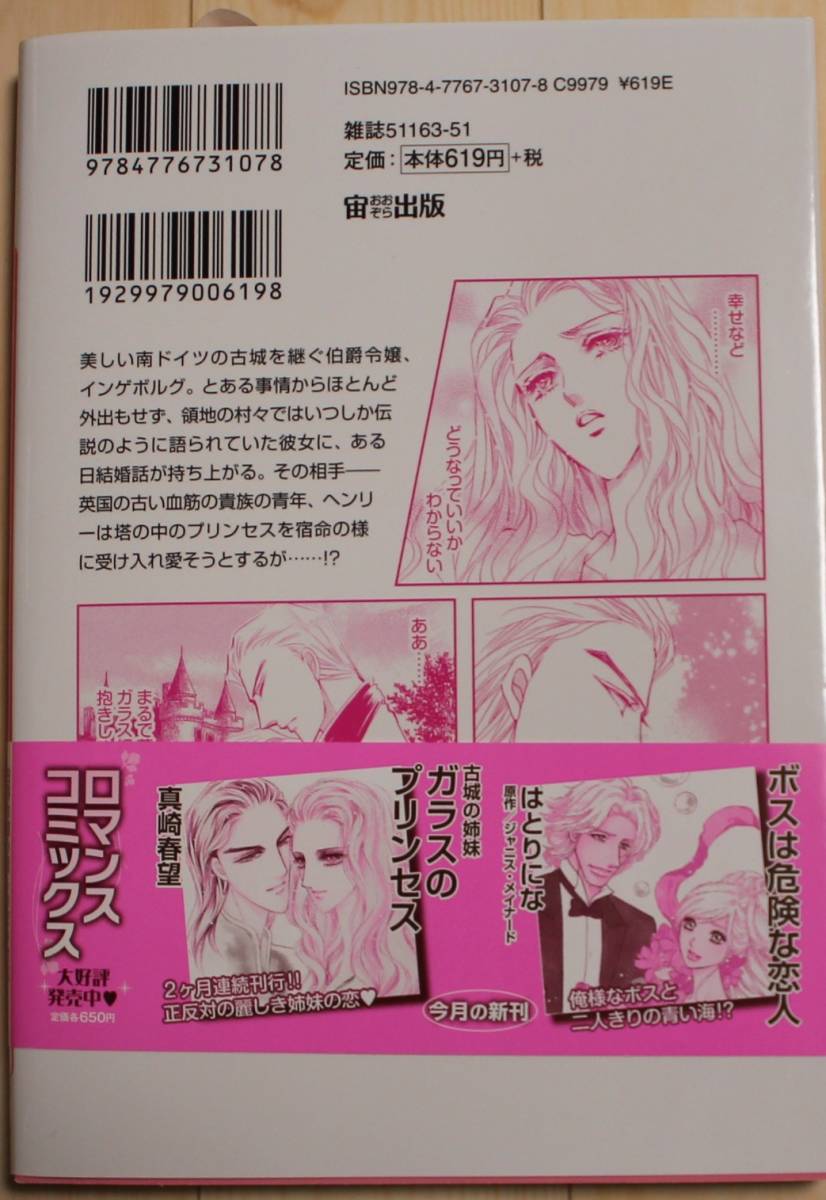 ISBN978-4-7767-3107-8 C9979 ¥619E
雑誌51163-51
定価：本体619円+税
宙おおぞら出版
9784776731078
1929979006198
美しい南ドイツの古城を継ぐ伯爵令嬢、
インゲボルグ。とある事情からほとんど
外出もせず、領地の村々ではいつしか伝
説のように語られていた彼女に、ある
日結婚話が持ち上がる。その相手――
英国の古い血筋の貴族の青年、ヘンリ
ーは塔の中のプリンセスを宿命の様
に受け入れ愛そうとするが……!?
幸せなど
…………
どうなっていいか
わからない
ああ………
まるで
ガラス
抱きし
ボスは危険な恋人
はとりにな
原作/ジャニス・メイナード
俺様なボスと
二人きりの青い海!?
今月の新刊
古城の姉妹
ガラスの
プリンセス
真崎春望
2ヶ月連続刊行!!
正反対の麗しき姉妹の恋♥
ロマンス
コミックス
大好評
発売中♥
定価各650円